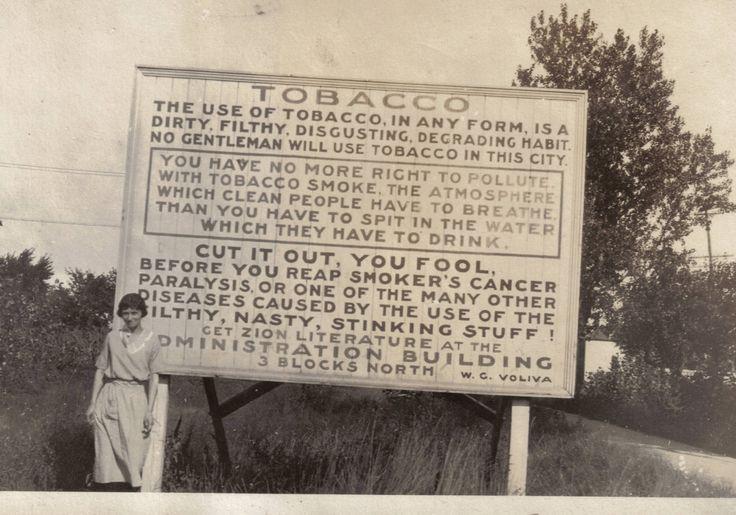 TOBACCO
THE USE OF TOBACCO, IN ANY FORM, IS A
DIRTY, FILTHY, DISGUSTING, DEGRADING HABIT.
NO GENTLEMAN WILL USE TOBACCO IN THIS CITY.
YOU HAVE NO MORE RIGHT TO POLLUTE.
WITH TOBACCO SMOKE, THE ATMOSPHERE
WHICH CLEAN PEOPLE HAVE TO BREATHE,
THAN YOU HAVE TO SPIT IN THE WATER
WHICH THEY HAVE TO DRINK.
CUT IT OUT, YOU FOOL,
BEFORE YOU REAP SMOKER'S CANCER
PARALYSIS, OR ONE OF THE MANY OTHER
DISEASES CAUSED BY THE USE OF THE
ILTHY, NASTY, STINKING STUFF!
GET ZION LITERATURE AT THE
DMINISTRATION BUILDING
3 BLOCKS NORTH W. G. VOLIVA